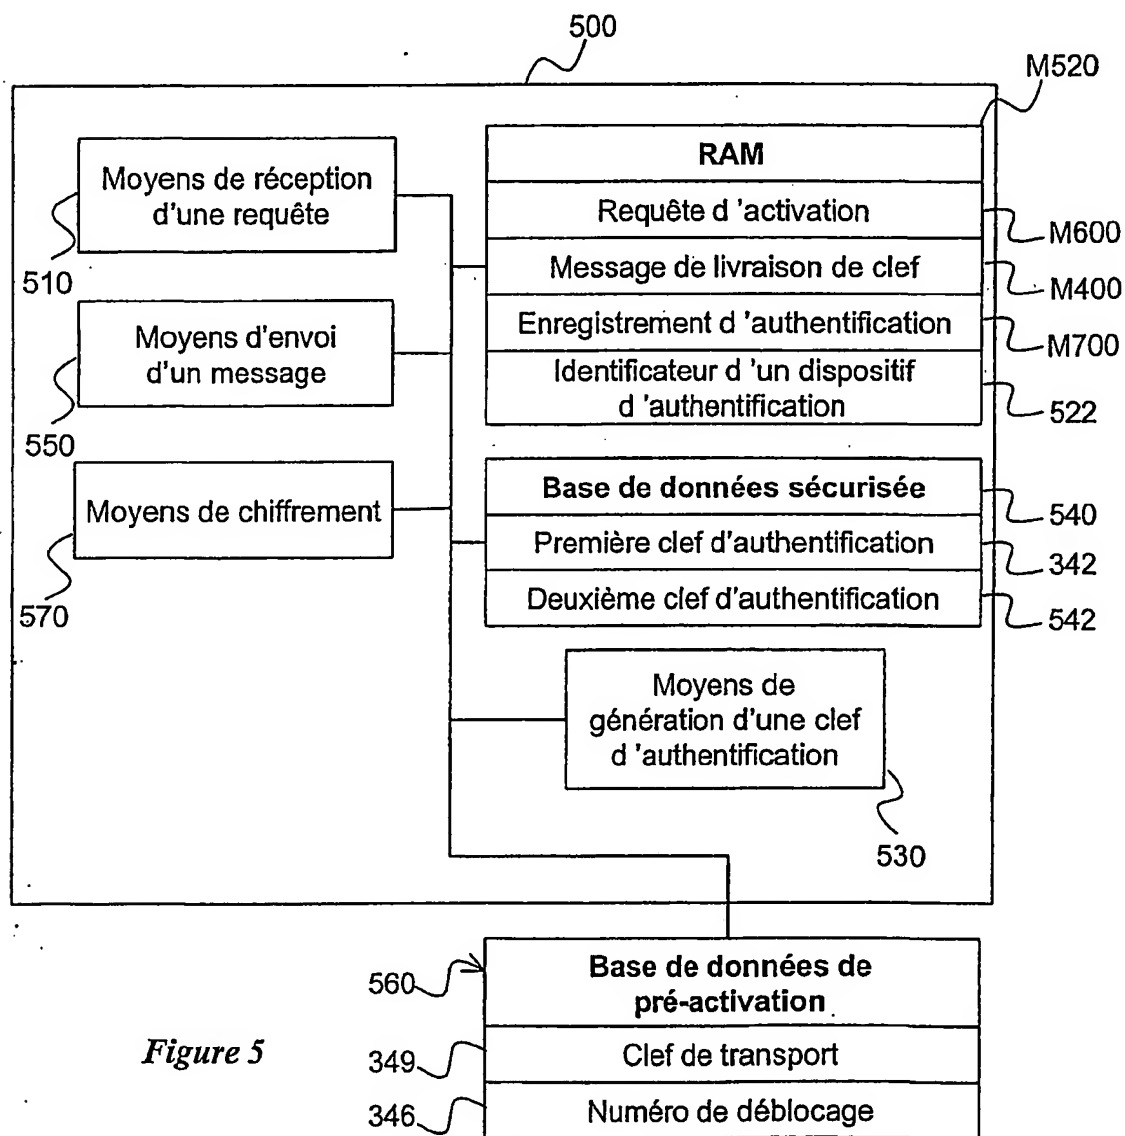 500
M520
RAM
Moyens de réception
d'une requête
Requête d 'activation
M600
510
Message de livraison de clef
M400
Moyens d'envoi
d'un message
Enregistrement d 'authentification
M700
Identificateur d 'un dispositif
d 'authentification
522
550
Moyens de chiffrement
Base de données sécurisée
540
Première clef d'authentification
342
570
Deuxième clef d'authentification
542
Moyens de
génération d'une clef
d 'authentification
530
560
Base de données de
pré-activation
Figure 5
349
Clef de transport
346
Numéro de déblocage